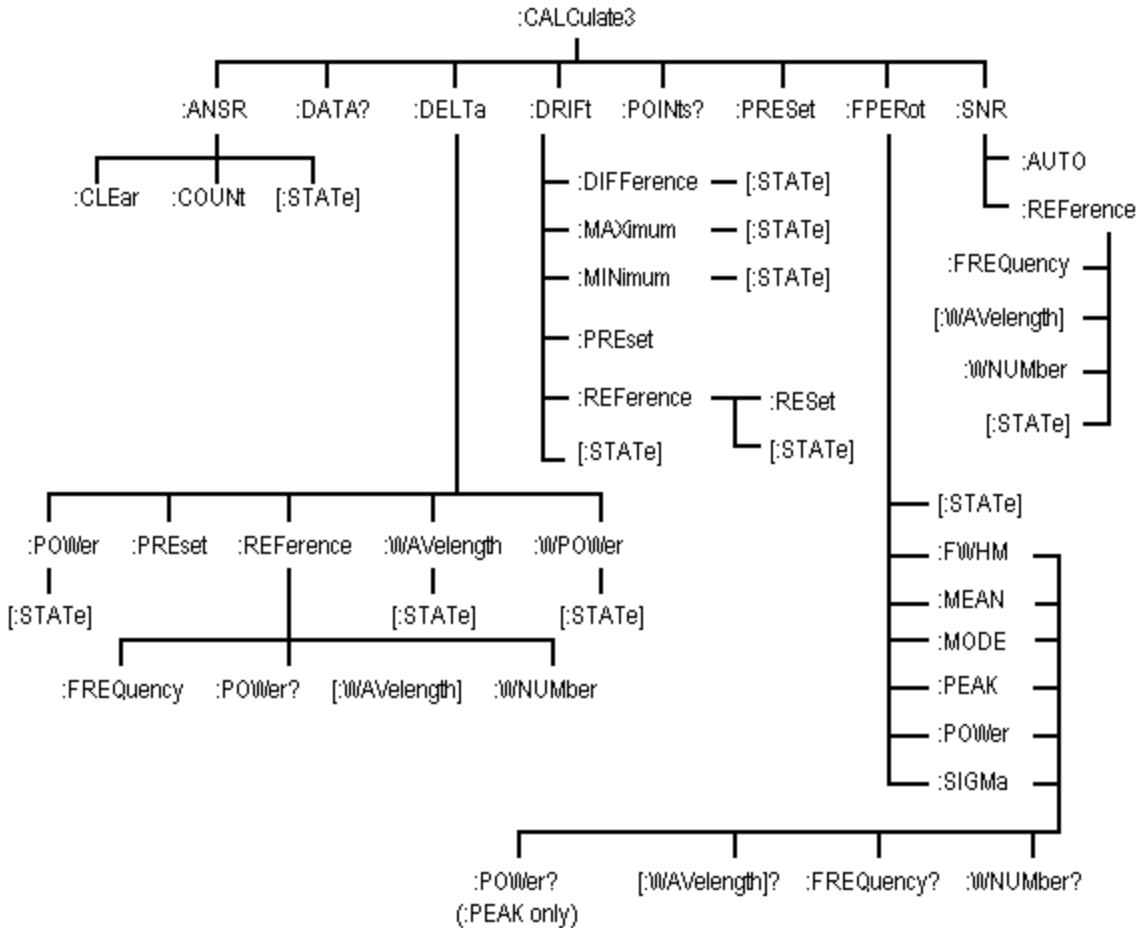 :CALCulate3
:ANSR :DATA? :DELTa :DRIFt :POINts? :PRESet :FPERot :SNR
:CLEar :COUNt [:STATe]
:DIFFerence [:STATe]
:MAXimum [:STATe]
:MINimum [:STATe]
:PREset
:REFerence :RESet
[:STATe] [:STATe]
:AUTO
:REFerence
:FREQuency
[:WAVelength]
:WNUMber
[:STATe]
:POWer :PREset :REFerence :WAVelength :WPOWer
[:STATe] [:STATe] [:STATe]
:FREQuency :POWer? [:WAVelength] :WNUMber
[:STATe]
:FWHM
:MEAN
:MODE
:PEAK
:POWer
:SIGMa
:POWer? [:WAVelength]? :FREQuency? :WNUMber?
(:PEAK only)